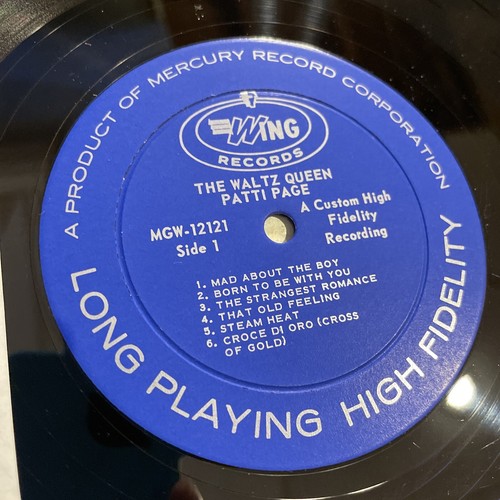 A PRODUCT OF MERCURY RECORD CORPORATION
WING
RECORDS
THE WALTZ QUEEN
PATTI PAGE
MGW-12121
Side 1
A Custom High
Fidelity
Recording
1. MAD ABOUT THE BOY
2. BORN TO BE WITH YOU
3. THE STRANGEST ROMANCE
4. THAT OLD FEELING
5. STEAM HEAT
6. CROCE DI ORO (CROSS
OF GOLD)
LONG PLAYING HIGH FIDELITY